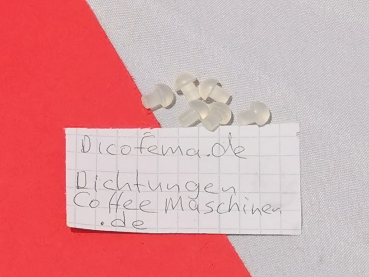 Dicofema.de
Dichtungen
Coffee Maschinen
.de